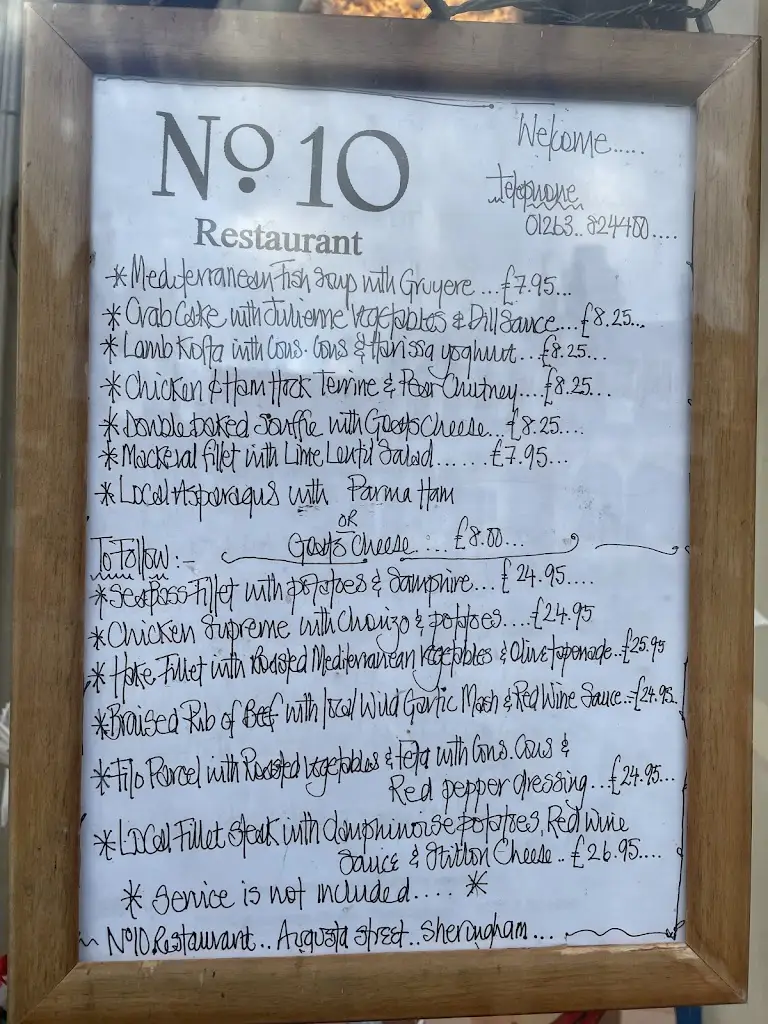 Nº 10
Restaurant
Welcome.....
telephone
01263..824400....
*Mediterranean Fish Soup with Gruyere ...£7.95...
*Crab Cake with Julienne Vegetables & Dill Sauce....£8.25...
*Lamb Kofta with Cous.Cous & Harissa yoghurt...£8.25...
*Chicken & Ham Hock Terrine & Pear Chutney....£8.25...
*Double baked Souffle with Goats Cheese...£8.25....
*Mackeral fillet with Lime Lentil Salad......£7.95...
*Local Asparagus with Parma Ham
OR
Goats Cheese.....£8.00...
To Follow:-
*Sea Bass Fillet with potatoes & Samphire...£24.95....
*Chicken Supreme with Chorizo & potatoes....£24.95
*Hake Fillet with Roasted Mediterranean Vegetables & Olive tapenade..£25.95
*Braised Rib of Beef with local Wild Garlic Mash & Red Wine Sauce..£24.95.
*Filo Parcel with Roasted Vegetables & Feta with Cous.Cous &
Red pepper dressing...£24.95...
*Local Fillet Steak with dauphinoise potatoes, Red Wine
Sauce & Stilton Cheese..£26.95....
* Service is not included.... *
Nº10 Restaurant.. Augusta Street.. Sheringham...